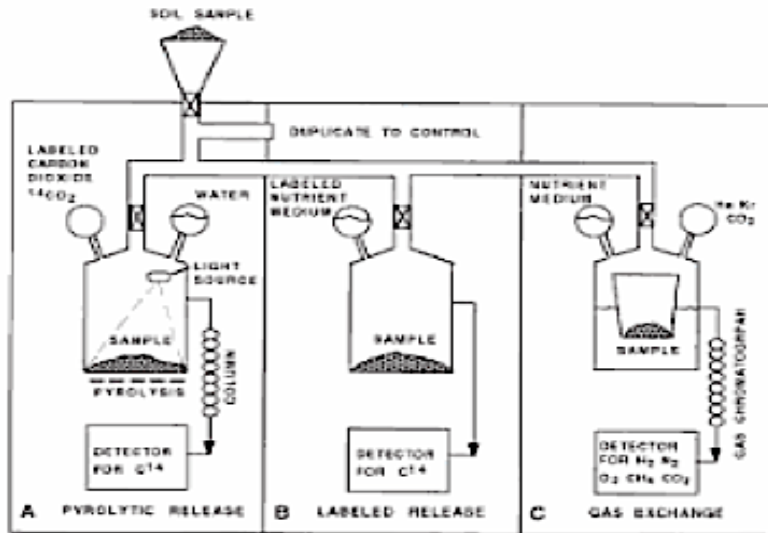 SOIL SAMPLE
DUPLICATE TO CONTROL
LABELED
CARBON
DIOXIDE
14CO2
WATER
LIGHT
SOURCE
SAMPLE
PYROLYSIS
COLUMN
DETECTOR
FOR C14
A PYROLYTIC RELEASE
LABELED
NUTRIENT
MEDIUM
SAMPLE
DETECTOR
FOR C14
B LABELED RELEASE
NUTRIENT
MEDIUM
He Kr
CO2
SAMPLE
GAS
DETECTOR
FOR H2 N2
O2 CH4 CO2
C GAS EXCHANGE